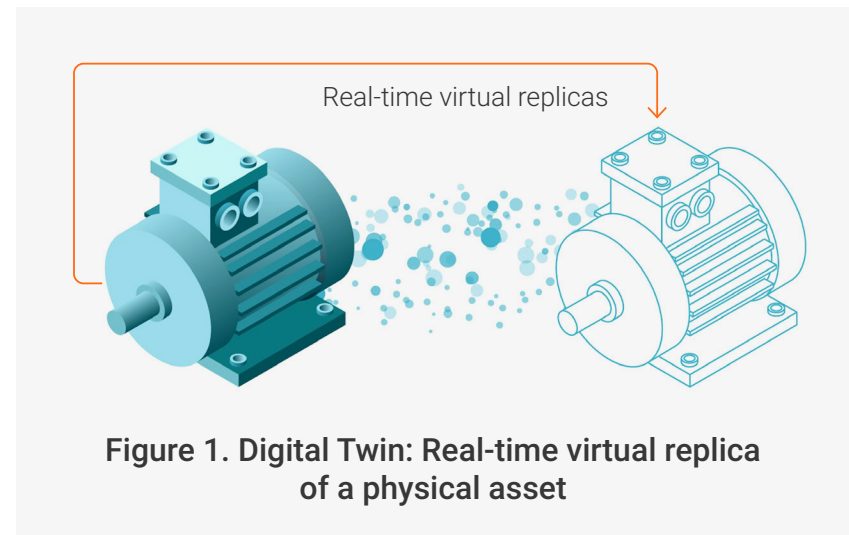 Real-time virtual replicas
Figure 1. Digital Twin: Real-time virtual replica
of a physical asset